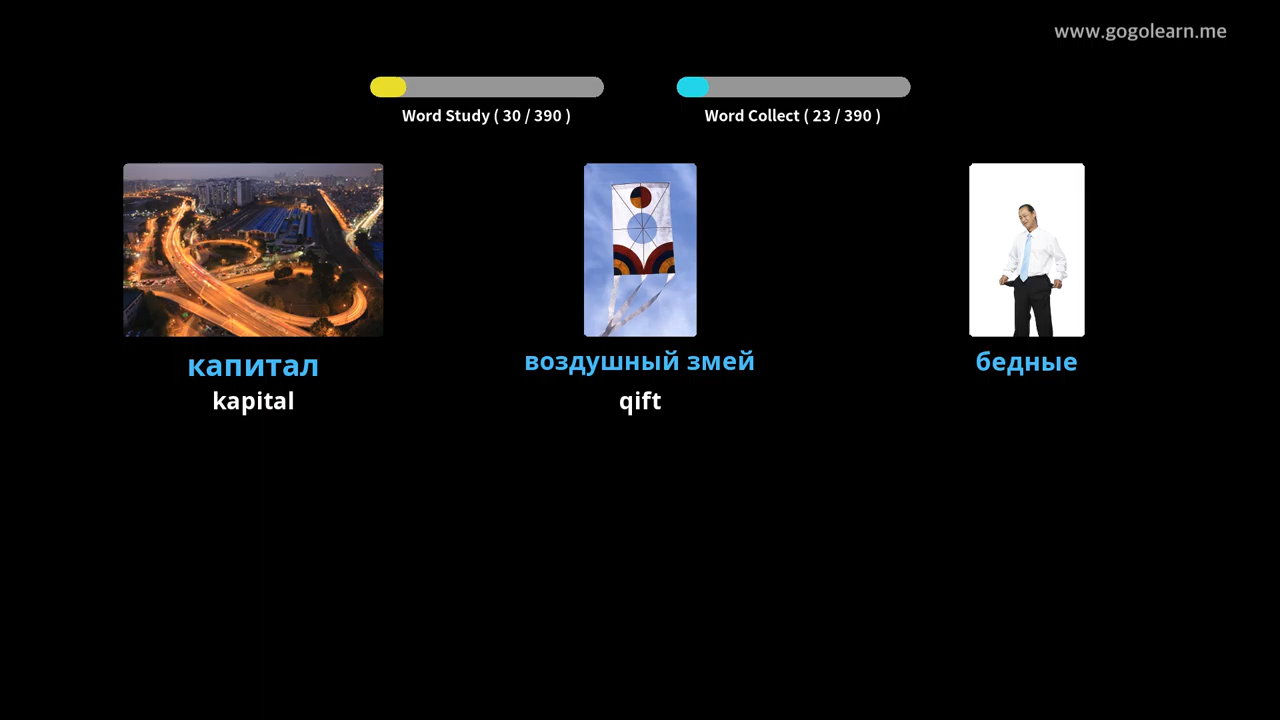 www.gogolearn.me
Word Study ( 30 / 390 )
Word Collect ( 23 / 390 )
капитал
kapital
воздушный змей
qift
бедные